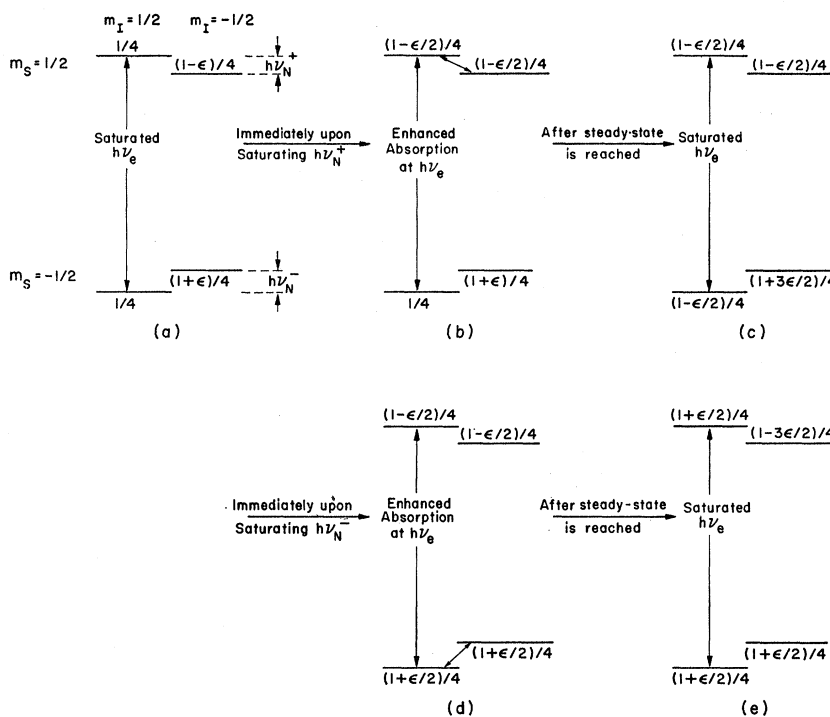 m_I = 1/2 m_I = -1/2
1/4
(1-ϵ)/4
hν_N^+
m_S = 1/2
Saturated
hν_e
m_S = -1/2
(1+ϵ)/4
hν_N^-
1/4
(a)
Immediately upon
Saturating hν_N^+
(1-ϵ/2)/4
(1-ϵ/2)/4
Enhanced
Absorption
at hν_e
(1+ϵ)/4
1/4
(b)
After steady-state
is reached
(1-ϵ/2)/4
(1-ϵ/2)/4
Saturated
hν_e
(1+3ϵ/2)/4
(1-ϵ/2)/4
(c)
Immediately upon
Saturating hν_N^-
(1-ϵ/2)/4
(1-ϵ/2)/4
Enhanced
Absorption
at hν_e
(1+ϵ/2)/4
(1+ϵ/2)/4
(d)
After steady-state
is reached
(1+ϵ/2)/4
(1-3ϵ/2)/4
Saturated
hν_e
(1+ϵ/2)/4
(1+ϵ/2)/4
(e)